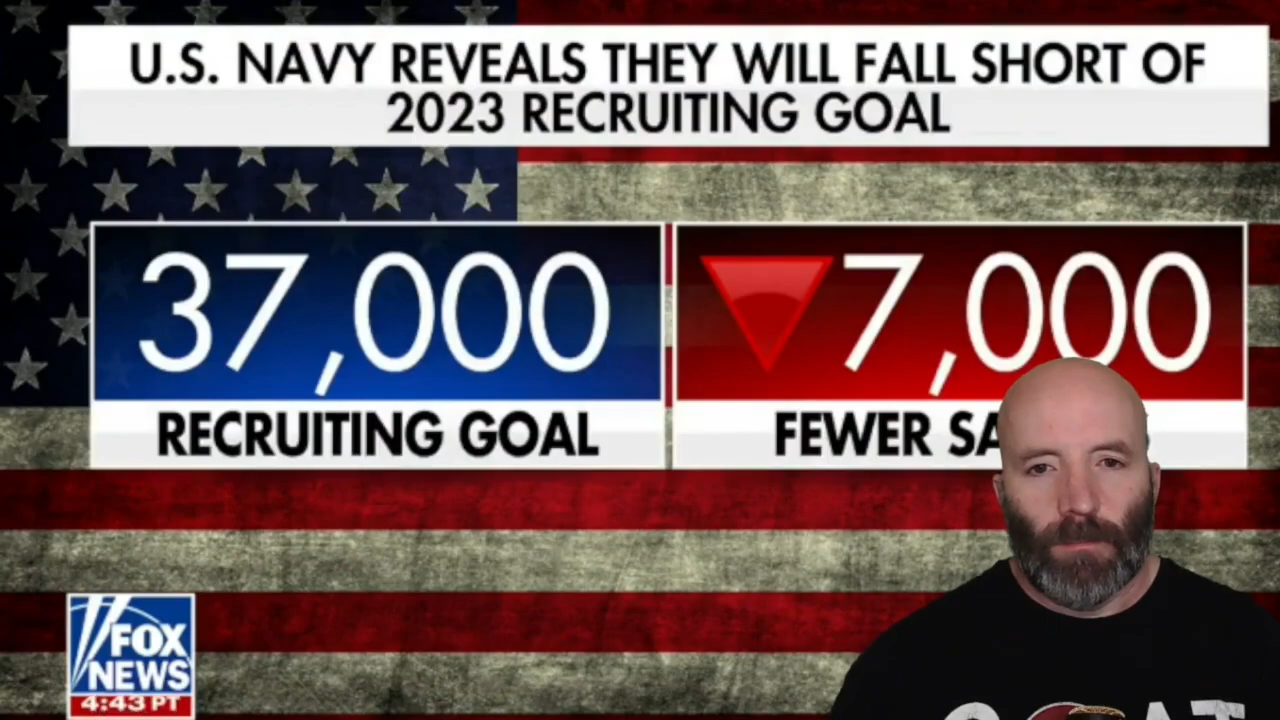 U.S. NAVY REVEALS THEY WILL FALL SHORT OF
2023 RECRUITING GOAL
37,000
7,000
RECRUITING GOAL
FEWER
FOX
NEWS
4:43 PT